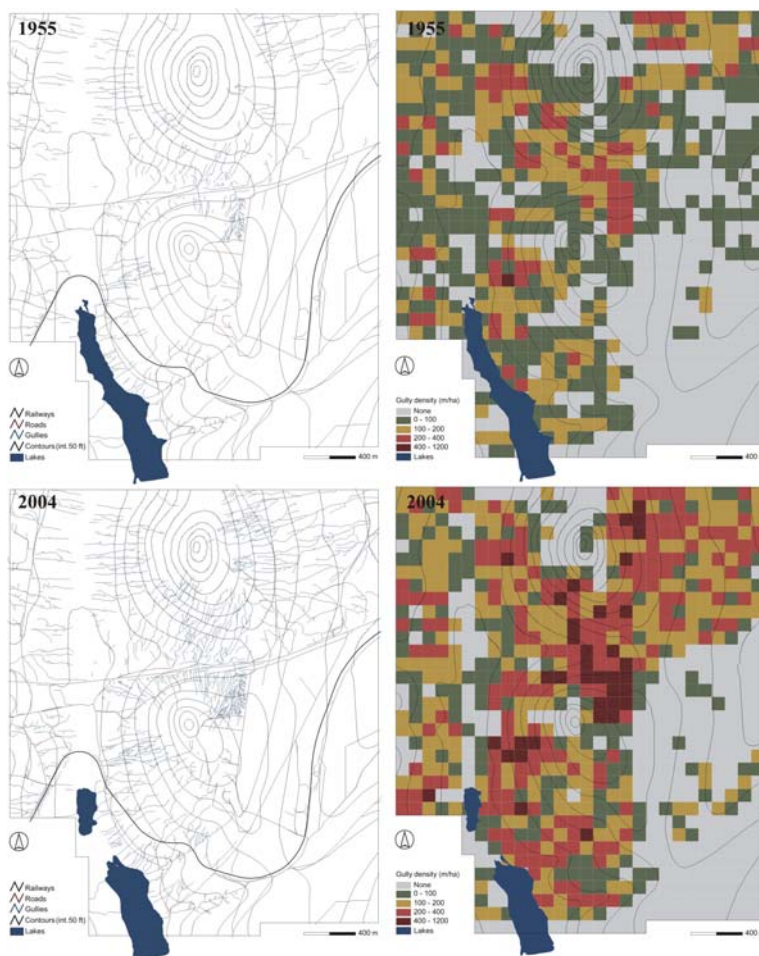 1955
Railways
Roads
Gullies
Contours (int.50 ft)
Lakes
400 m
1955
Gully density (m/ha)
None
0 - 100
100 - 200
200 - 400
400 - 1200
Lakes
400
2004
Railways
Roads
Gullies
Contours (int.50 ft)
Lakes
400 m
2004
Gully density (m/ha)
None
0 - 100
100 - 200
200 - 400
400 - 1200
Lakes
400